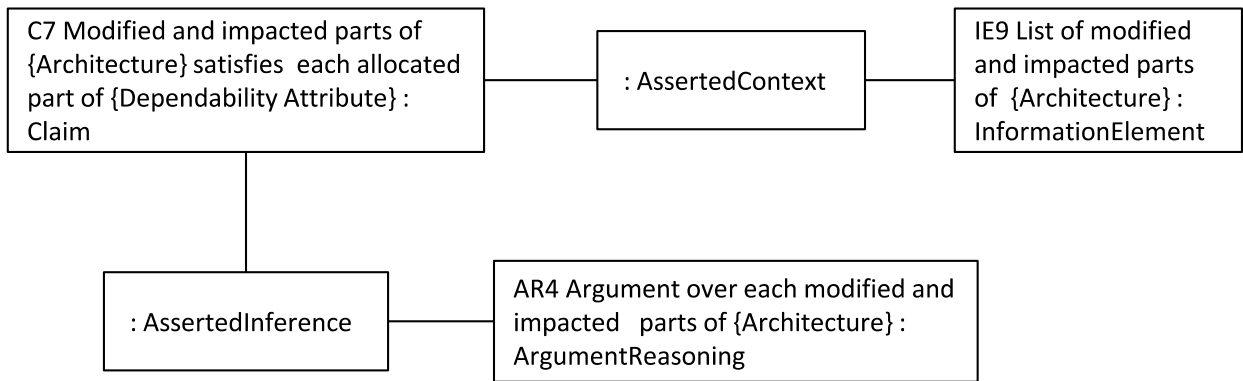 C7 Modified and impacted parts of
{Architecture} satisfies  each allocated
part of {Dependability Attribute} :
Claim
: AssertedContext
IE9 List of modified
and impacted parts
of  {Architecture} :
InformationElement
: AssertedInference
AR4 Argument over each modified and
impacted   parts of {Architecture} :
ArgumentReasoning